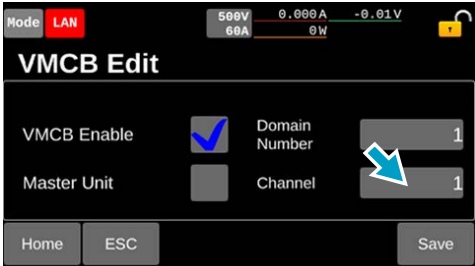 Mode LAN 500V 0.000A -0.01V
60A 0W
VMCB Edit
VMCB Enable Domain Number 1
Master Unit Channel 1
Home ESC Save